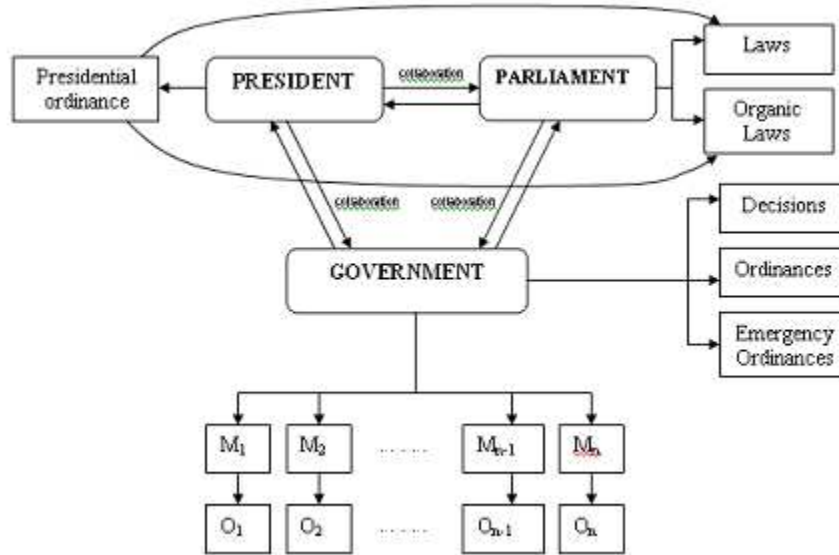 Laws
Presidential
ordinance
PRESIDENT
collaboration
PARLIAMENT
Organic
Laws
collaboration
collaboration
Decisions
GOVERNMENT
Ordinances
Emergency
Ordinances
M₁
M₂
... ...
Mₙ₋₁
Mₙ
O₁
O₂
... ...
Oₙ₋₁
Oₙ